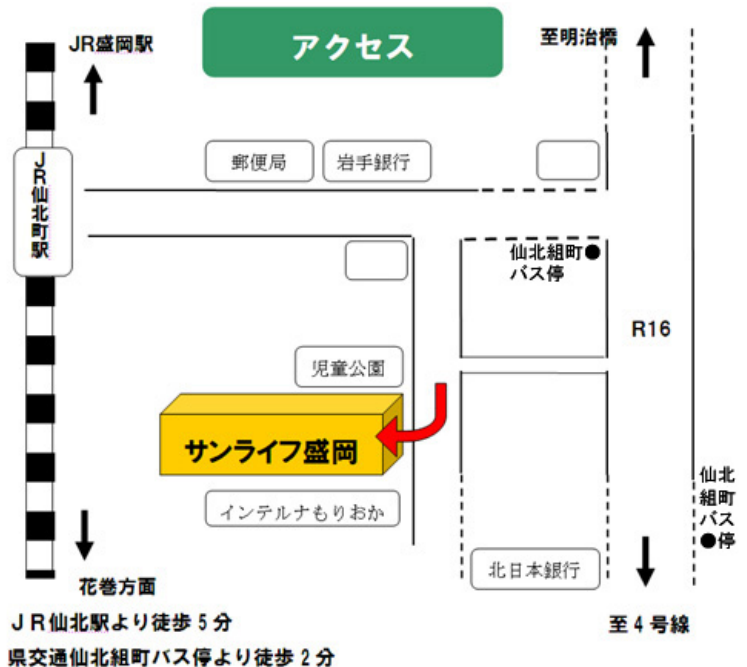 アクセス
JR盛岡駅
至明治橋
郵便局
岩手銀行
JR仙北町駅
仙北組町●
バス停
R16
児童公園
サンライフ盛岡
仙北
組町
バス
●停
インテルナもりおか
北日本銀行
花巻方面
JR仙北駅より徒歩5分
至4号線
県交通仙北組町バス停より徒歩2分